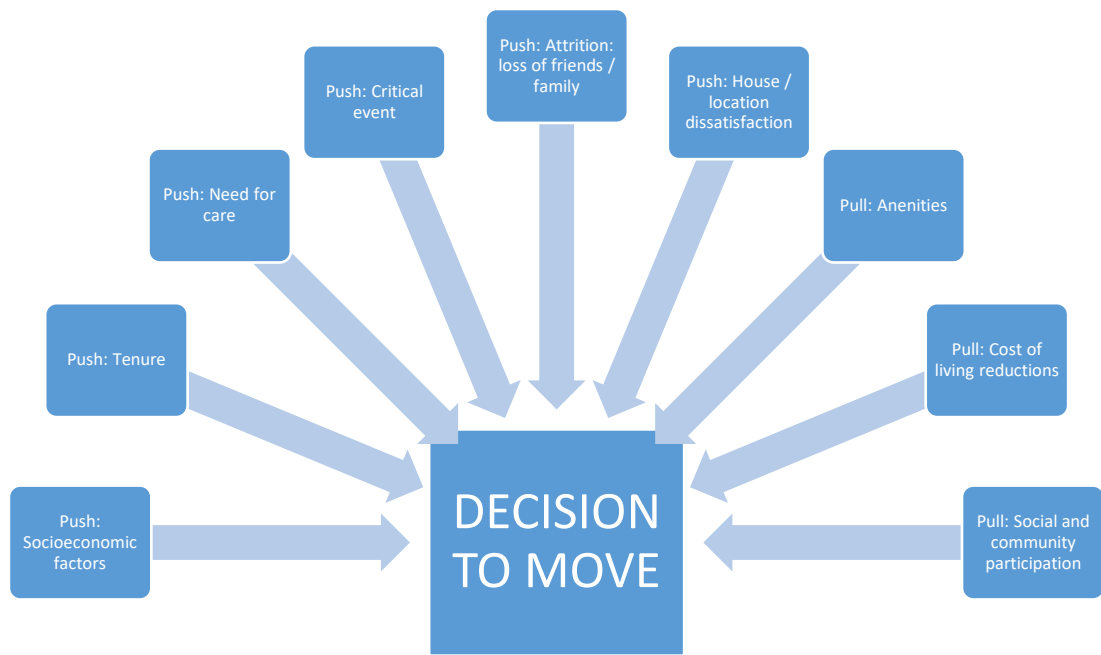 Push: Attrition:
loss of friends /
family
Push: Critical
event
Push: House /
location
dissatisfaction
Push: Need for
care
Pull: Anenities
Push: Tenure
Pull: Cost of
living reductions
Push:
Socioeconomic
factors
DECISION
TO MOVE
Pull: Social and
community
participation